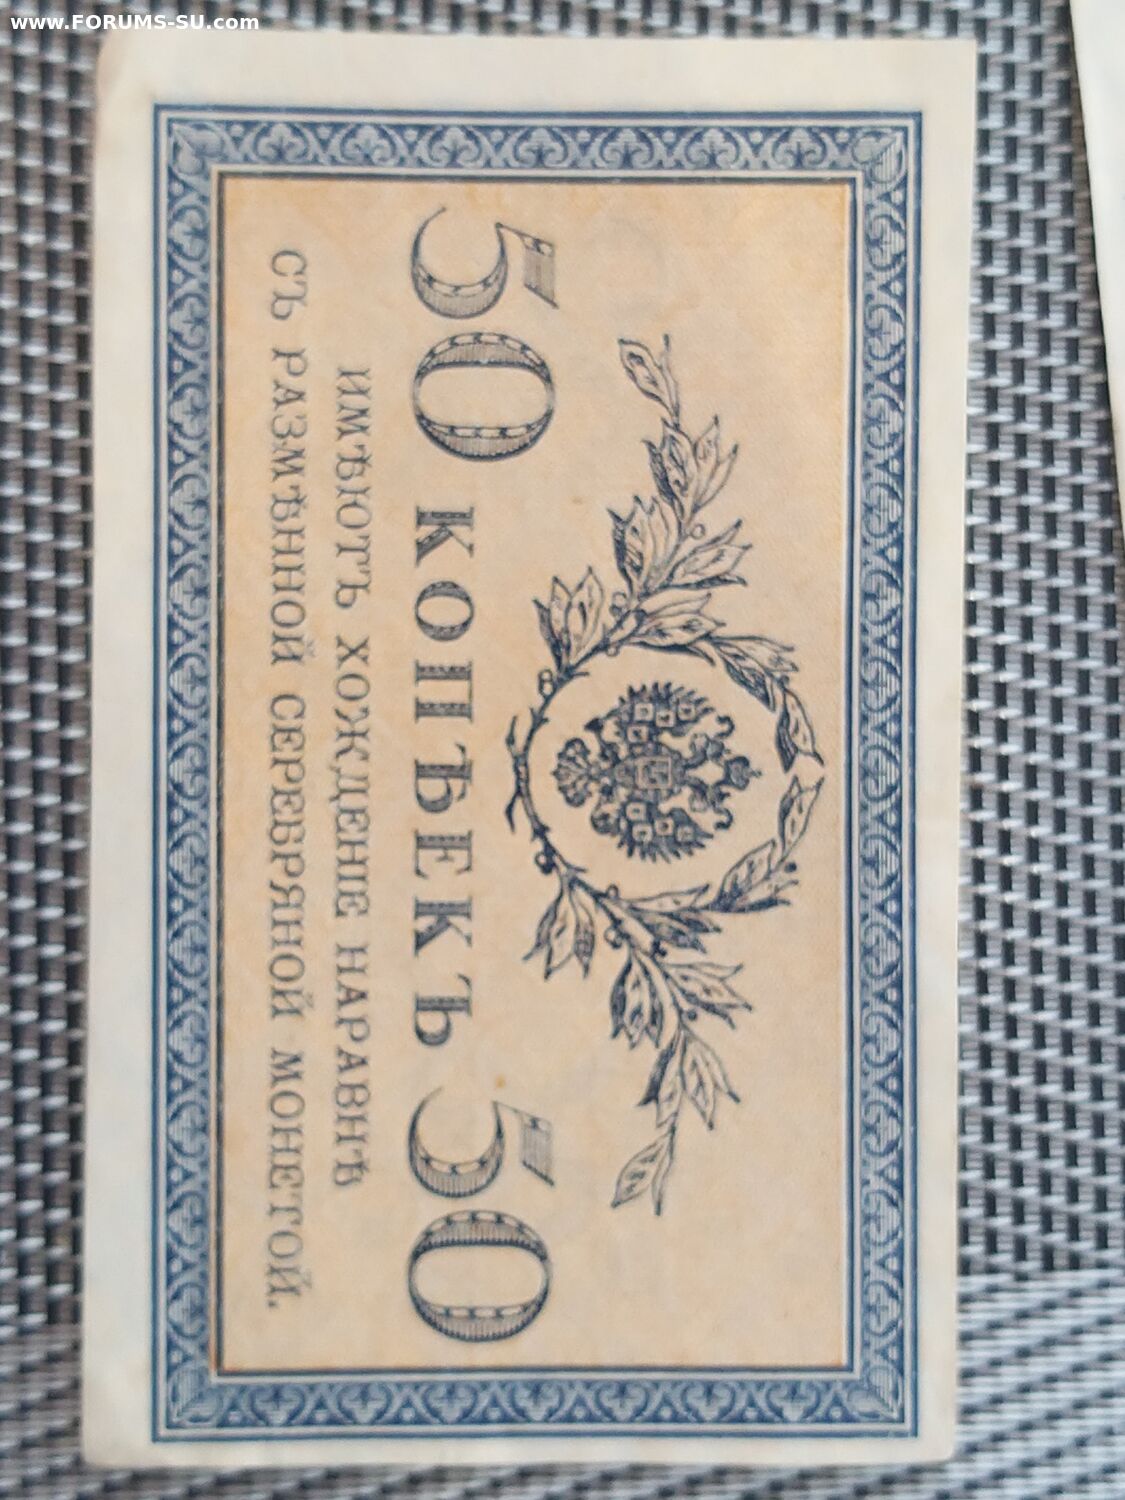 www.FORUMS-SU.com
50 КОПѢЕКЪ 50
ИМѢЮТЪ ХОЖДЕНІЕ НАРАВНѢ
СЪ РАЗМѢННОЙ СЕРЕБРЯНОЙ МОНЕТОЙ.